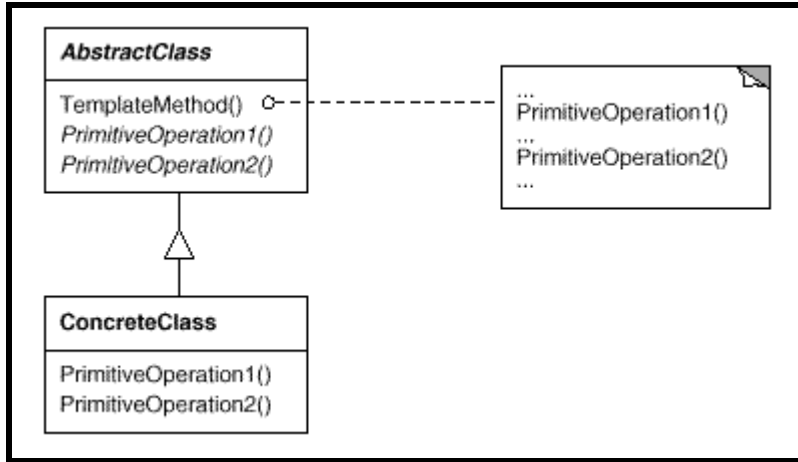 AbstractClass
TemplateMethod()
PrimitiveOperation1()
PrimitiveOperation2()
...
PrimitiveOperation1()
...
PrimitiveOperation2()
...
ConcreteClass
PrimitiveOperation1()
PrimitiveOperation2()